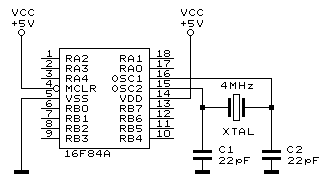 VCC VCC
+5V +5V
1 RA2 RA1 18
2 RA3 RA0 17
3 RA4 OSC1 16
4 MCLR OSC2 15
5 VSS VDD 14
6 RB0 RB7 13
7 RB1 RB6 12
8 RB2 RB5 11
9 RB3 RB4 10
16F84A
4MHz
XTAL
C1 C2
22pF 22pF